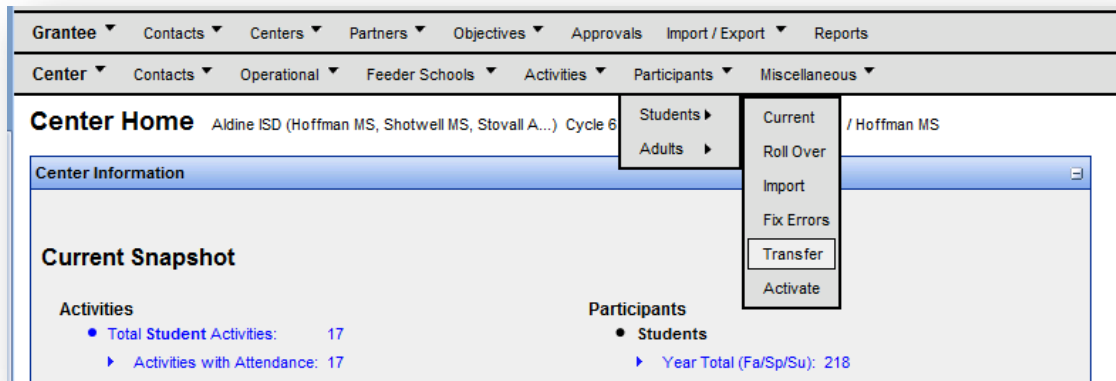 Grantee Contacts Centers Partners Objectives Approvals Import / Export Reports
Center Contacts Operational Feeder Schools Activities Participants Miscellaneous
Center Home Aldine ISD (Hoffman MS, Shotwell MS, Stovall A...) Cycle 6 / Hoffman MS
Students
Adults
Current
Roll Over
Import
Fix Errors
Transfer
Activate
Center Information
Current Snapshot
Activities
Total Student Activities: 17
Activities with Attendance: 17
Participants
Students
Year Total (Fa/Sp/Su): 218